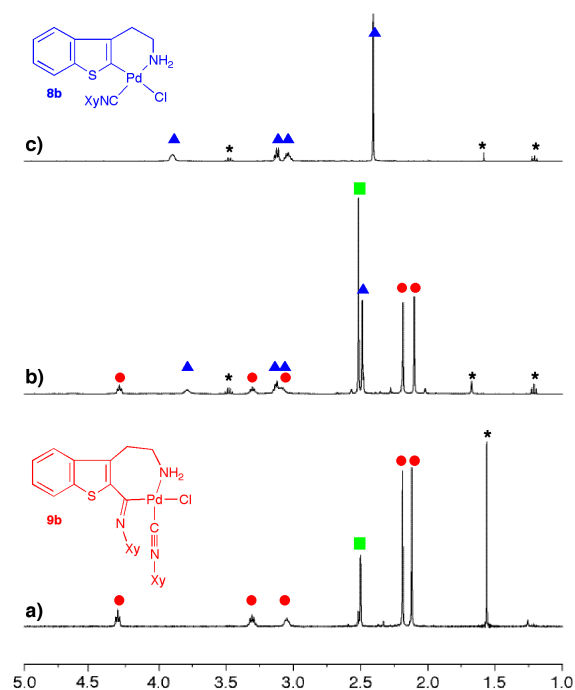 NH₂
S
Pd
8b
XyNC
Cl
c)
*
*
*
b)
*
*
*
NH₂
S
Pd
Cl
9b
N
C
Xy
N
Xy
*
a)
5.0 4.5 4.0 3.5 3.0 2.5 2.0 1.5 1.0